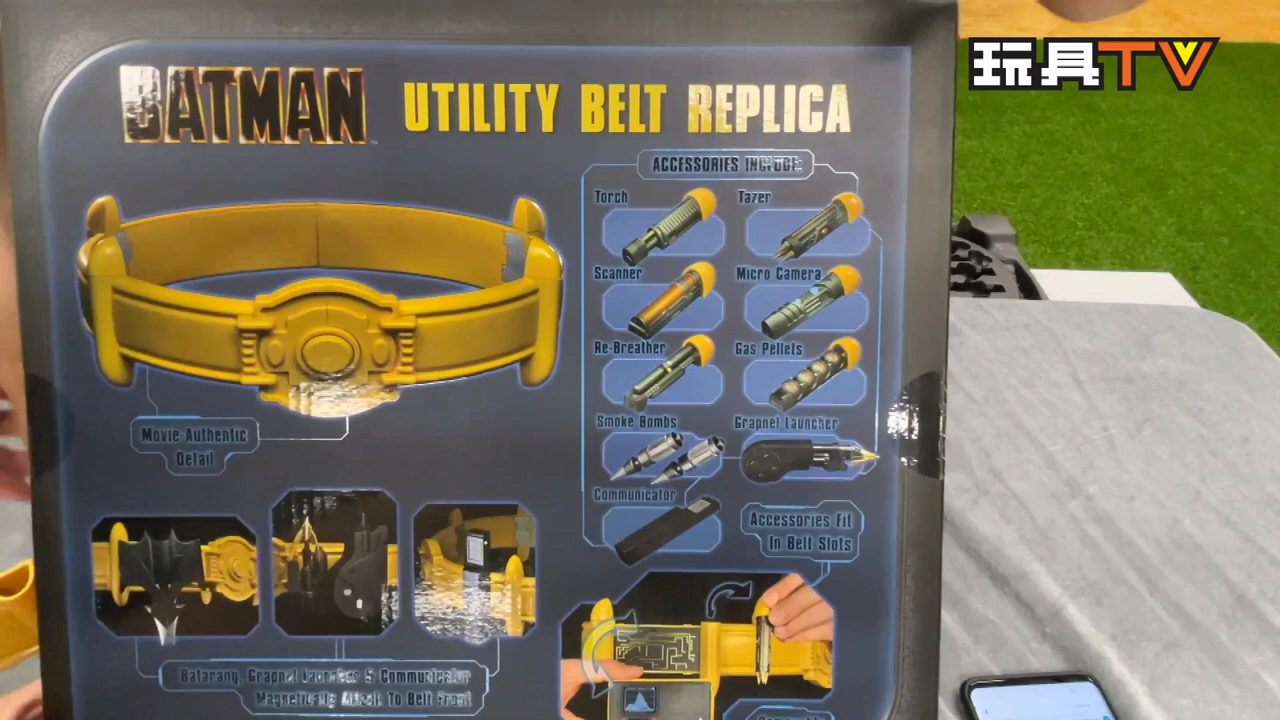 玩具TV
BATMAN
UTILITY BELT REPLICA
ACCESSORIES INCLUDE:
Torch
Tazer
Scanner
Micro Camera
Re-Breather
Gas Pellets
Smoke Bombs
Grapnel Launcher
Communicator
Accessories Fit
In Belt Slots
Movie-Authentic
Detail
Batarang, Grapnel Launcher & Communicator
Magnetically Attach To Belt Front